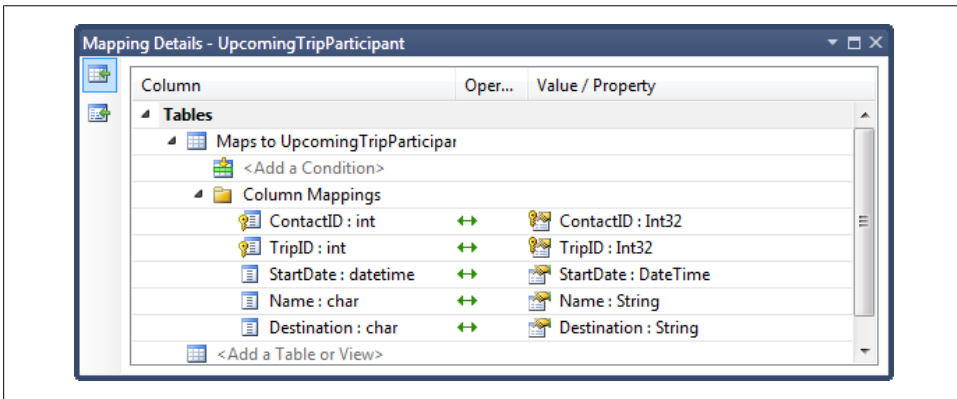 Mapping Details - UpcomingTripParticipant
Column Oper... Value / Property
Tables
Maps to UpcomingTripParticipar
<Add a Condition>
Column Mappings
ContactID : int ContactID : Int32
TripID : int TripID : Int32
StartDate : datetime StartDate : DateTime
Name : char Name : String
Destination : char Destination : String
<Add a Table or View>